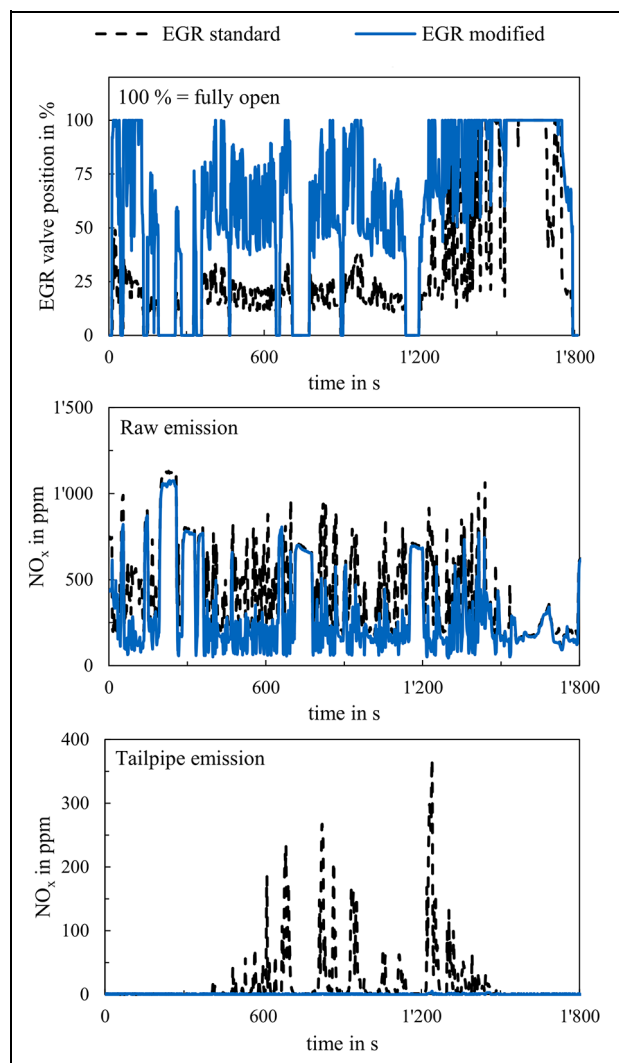 EGR standard EGR modified
100 % = fully open
EGR valve position in %
100
75
50
25
0
0 600 1'200 1'800
time in s
Raw emission
NOx in ppm
1'500
1'000
500
0
0 600 1'200 1'800
time in s
Tailpipe emission
NOx in ppm
400
300
200
100
0
0 600 1'200 1'800
time in s